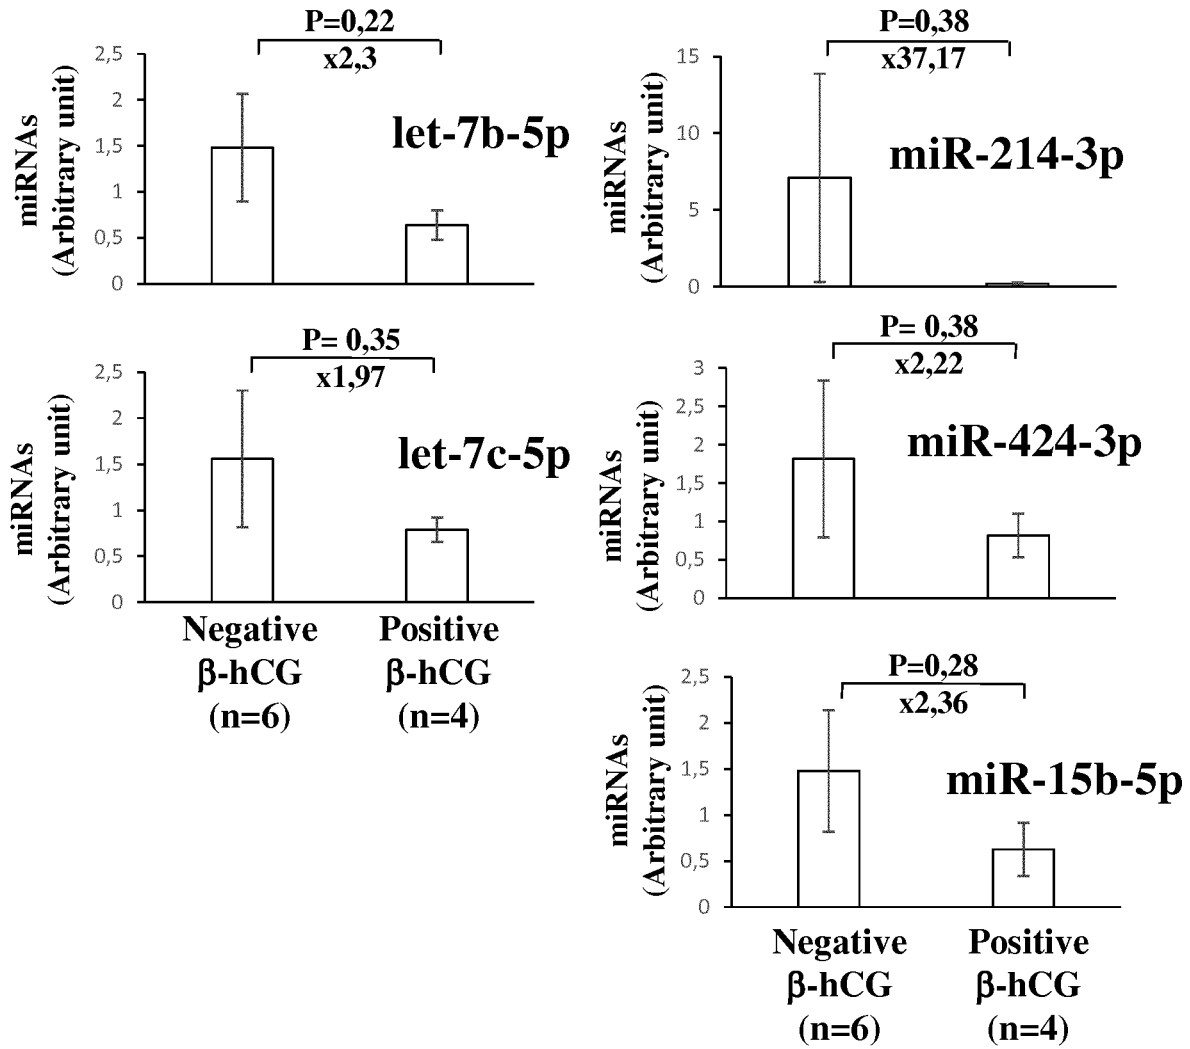 P=0,22
x2,3
2,5
2
1,5
1
0,5
0
miRNAs
(Arbitrary unit)
let-7b-5p
P=0,38
x37,17
15
10
5
0
miRNAs
(Arbitrary unit)
miR-214-3p
P= 0,35
x1,97
2,5
2
1,5
1
0,5
0
miRNAs
(Arbitrary unit)
let-7c-5p
Negative
β-hCG
(n=6)
Positive
β-hCG
(n=4)
P= 0,38
x2,22
3
2,5
2
1,5
1
0,5
0
miRNAs
(Arbitrary unit)
miR-424-3p
P=0,28
x2,36
2,5
2
1,5
1
0,5
0
miRNAs
(Arbitrary unit)
miR-15b-5p
Negative
β-hCG
(n=6)
Positive
β-hCG
(n=4)